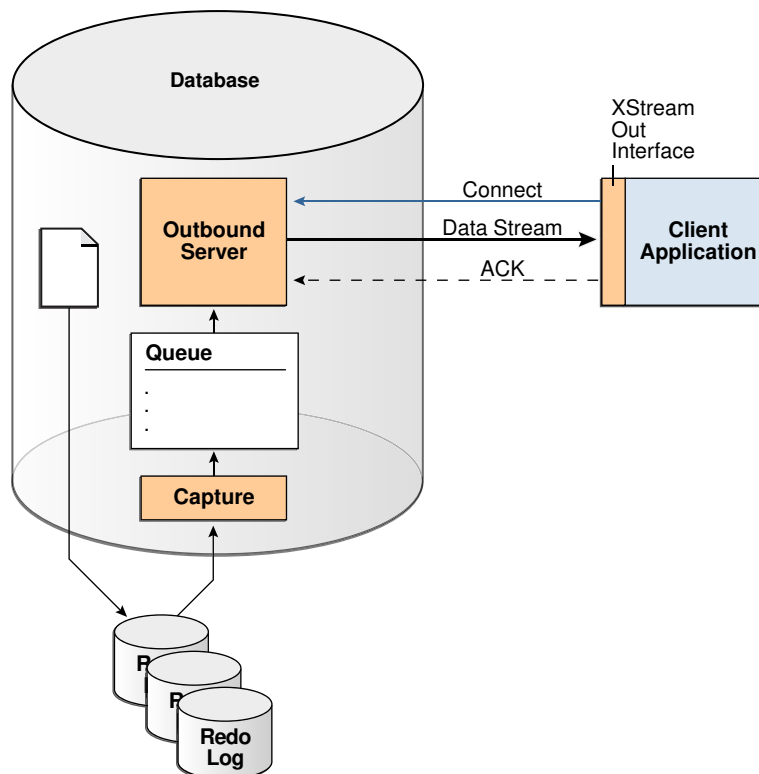 Database
XStream
Out
Interface
Connect
Outbound
Server
Data Stream
Client
Application
ACK
Queue
.
.
.
Capture
R
R
Redo
Log